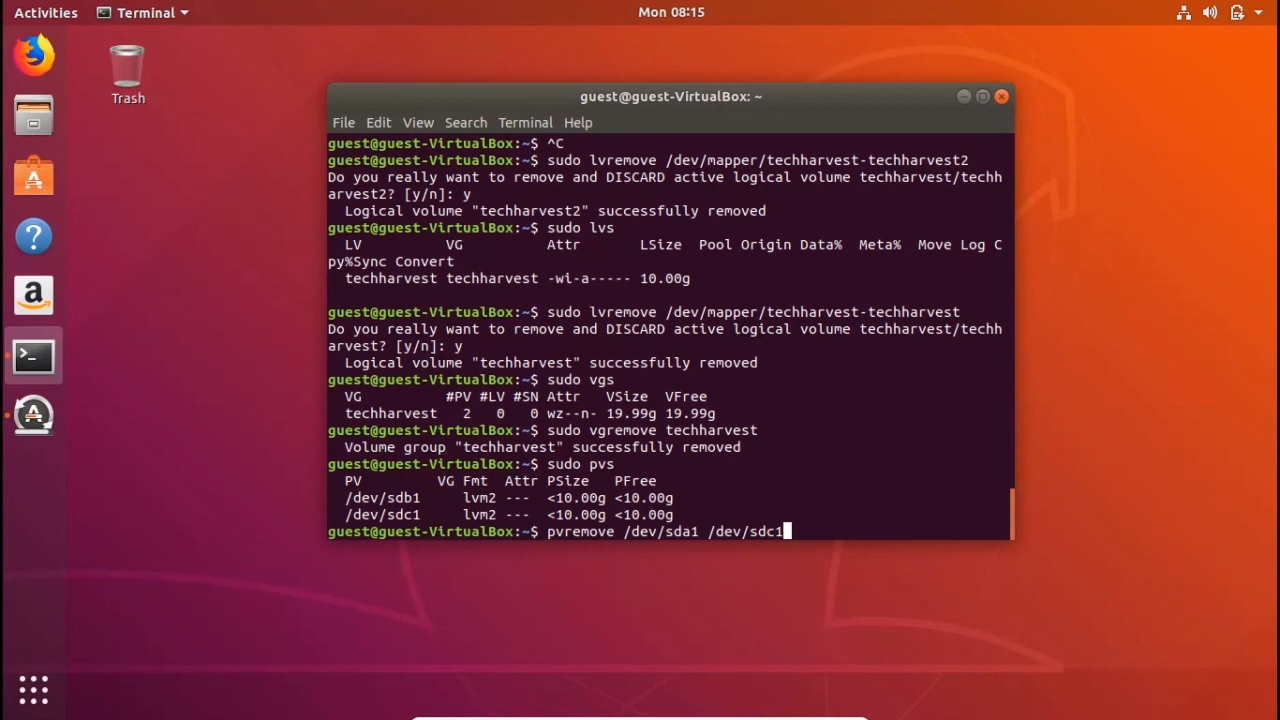 Activities Terminal Mon 08:15
Trash
guest@guest-VirtualBox: ~
File Edit View Search Terminal Help
guest@guest-VirtualBox:~$ ^C
guest@guest-VirtualBox:~$ sudo lvremove /dev/mapper/techharvest-techharvest2
Do you really want to remove and DISCARD active logical volume techharvest/techh
arvest2? [y/n]: y
  Logical volume "techharvest2" successfully removed
guest@guest-VirtualBox:~$ sudo lvs
  LV          VG          Attr       LSize  Pool Origin Data%  Meta%  Move Log C
py%Sync Convert
  techharvest techharvest -wi-a----- 10.00g
guest@guest-VirtualBox:~$ sudo lvremove /dev/mapper/techharvest-techharvest
Do you really want to remove and DISCARD active logical volume techharvest/techh
arvest? [y/n]: y
  Logical volume "techharvest" successfully removed
guest@guest-VirtualBox:~$ sudo vgs
  VG          #PV #LV #SN Attr   VSize  VFree
  techharvest   2   0   0 wz--n- 19.99g 19.99g
guest@guest-VirtualBox:~$ sudo vgremove techharvest
  Volume group "techharvest" successfully removed
guest@guest-VirtualBox:~$ sudo pvs
  PV         VG Fmt  Attr PSize   PFree
  /dev/sdb1     lvm2 ---  <10.00g <10.00g
  /dev/sdc1     lvm2 ---  <10.00g <10.00g
guest@guest-VirtualBox:~$ pvremove /dev/sda1 /dev/sdc1